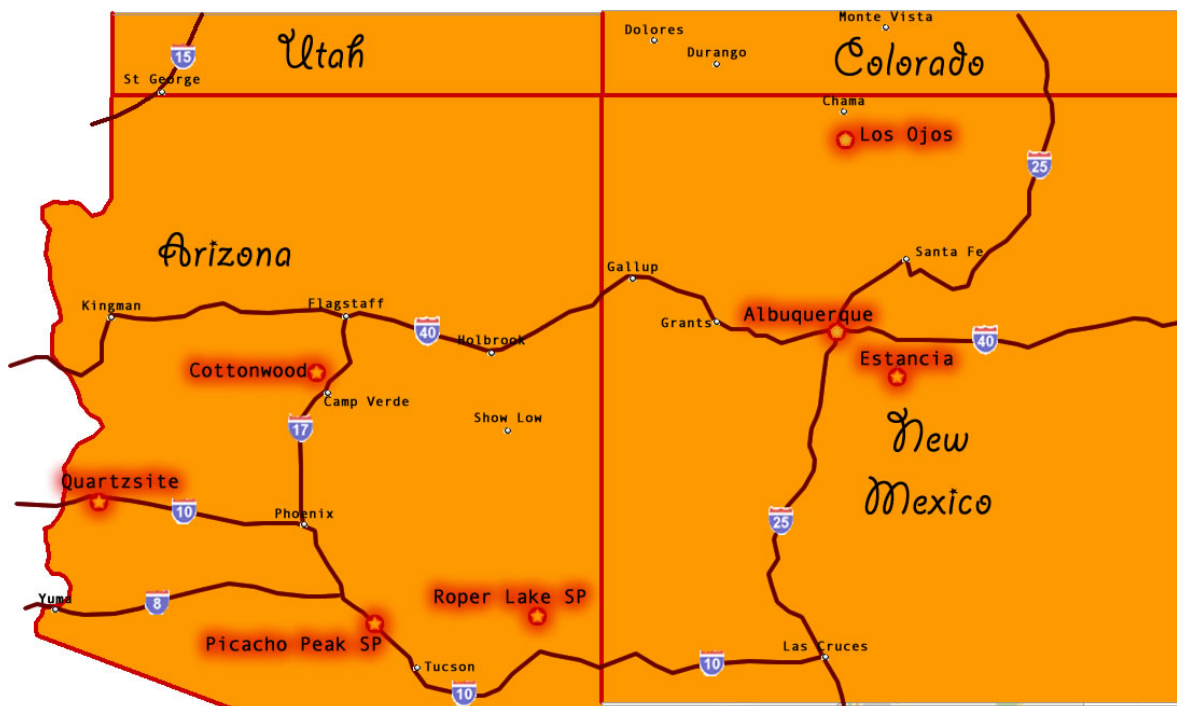 Monte Vista
Dolores
Utah
Durango
Colorado
15
St George
Chama
Los Ojos
25
Arizona
Santa Fe
Gallup
Kingman
Flagstaff
Albuquerque
Grants
40
Holbrook
40
Estancia
Cottonwood
Camp Verde
Show Low
17
New
Mexico
Quartzsite
10
Phoenix
25
Yuma
8
Roper Lake SP
Picacho Peak SP
Las Cruces
Tucson
10
10